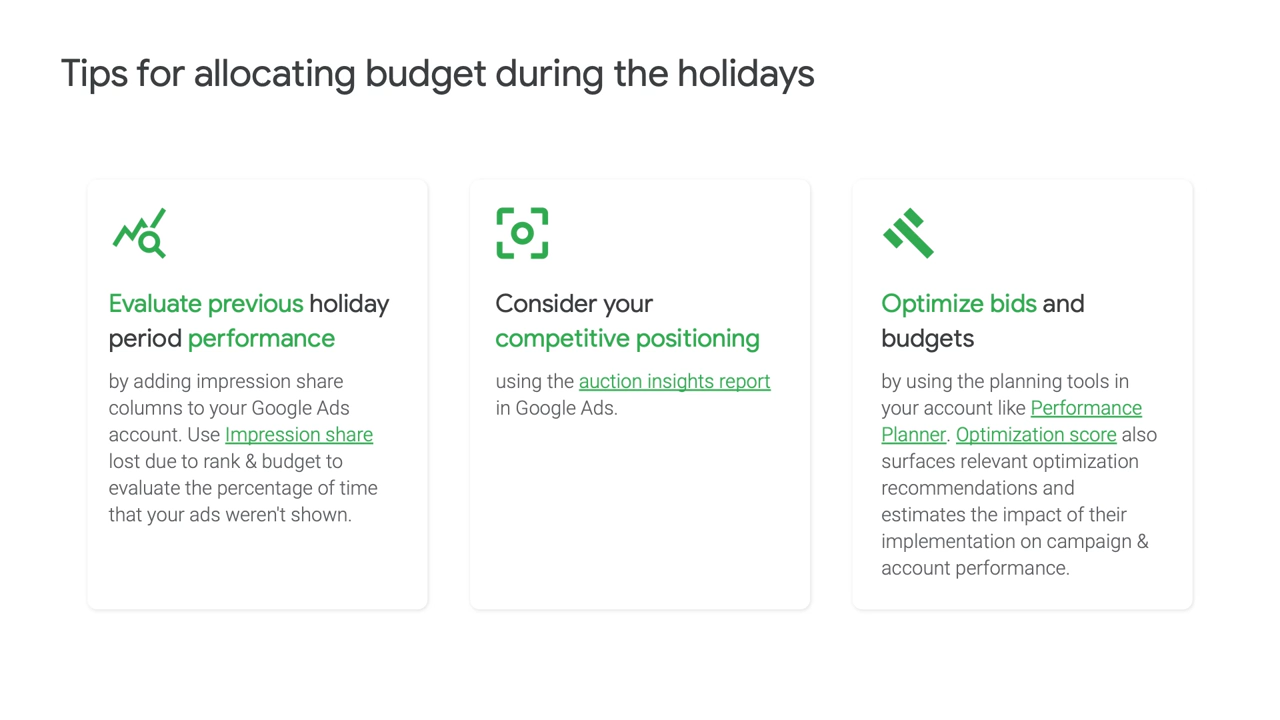 Tips for allocating budget during the holidays
Evaluate previous holiday
period performance
by adding impression share
columns to your Google Ads
account. Use Impression share
lost due to rank & budget to
evaluate the percentage of time
that your ads weren't shown.
Consider your
competitive positioning
using the auction insights report
in Google Ads.
Optimize bids and
budgets
by using the planning tools in
your account like Performance
Planner. Optimization score also
surfaces relevant optimization
recommendations and
estimates the impact of their
implementation on campaign &
account performance.